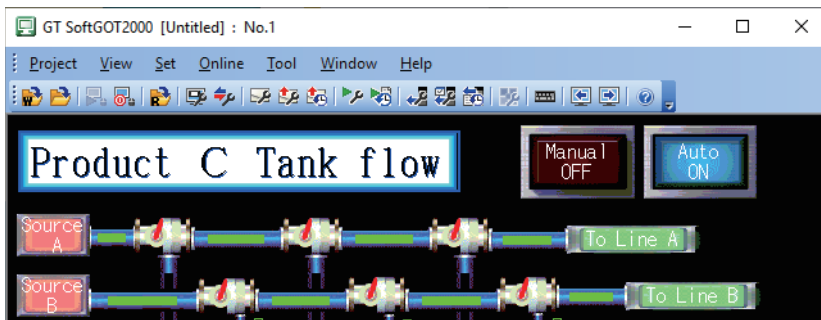 GT SoftGOT2000 [Untitled] : No.1
Project View Set Online Tool Window Help
Product C Tank flow
Manual
OFF
Auto
ON
Source
A
To Line A
Source
B
To Line B